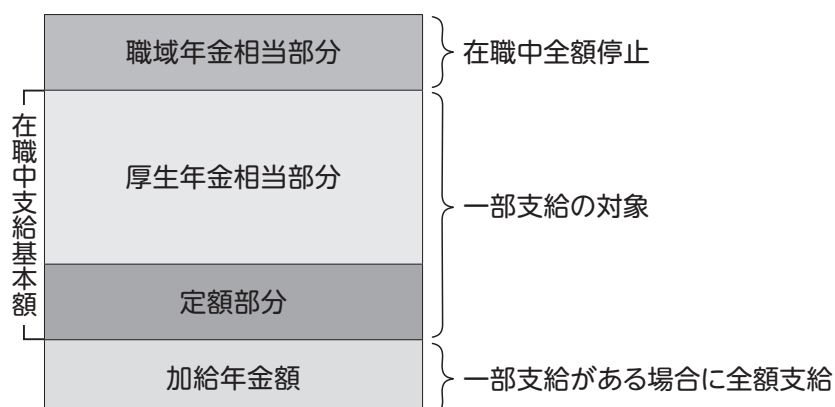 職域年金相当部分
在職中全額停止
在職中支給基本額
厚生年金相当部分
一部支給の対象
定額部分
加給年金額
一部支給がある場合に全額支給